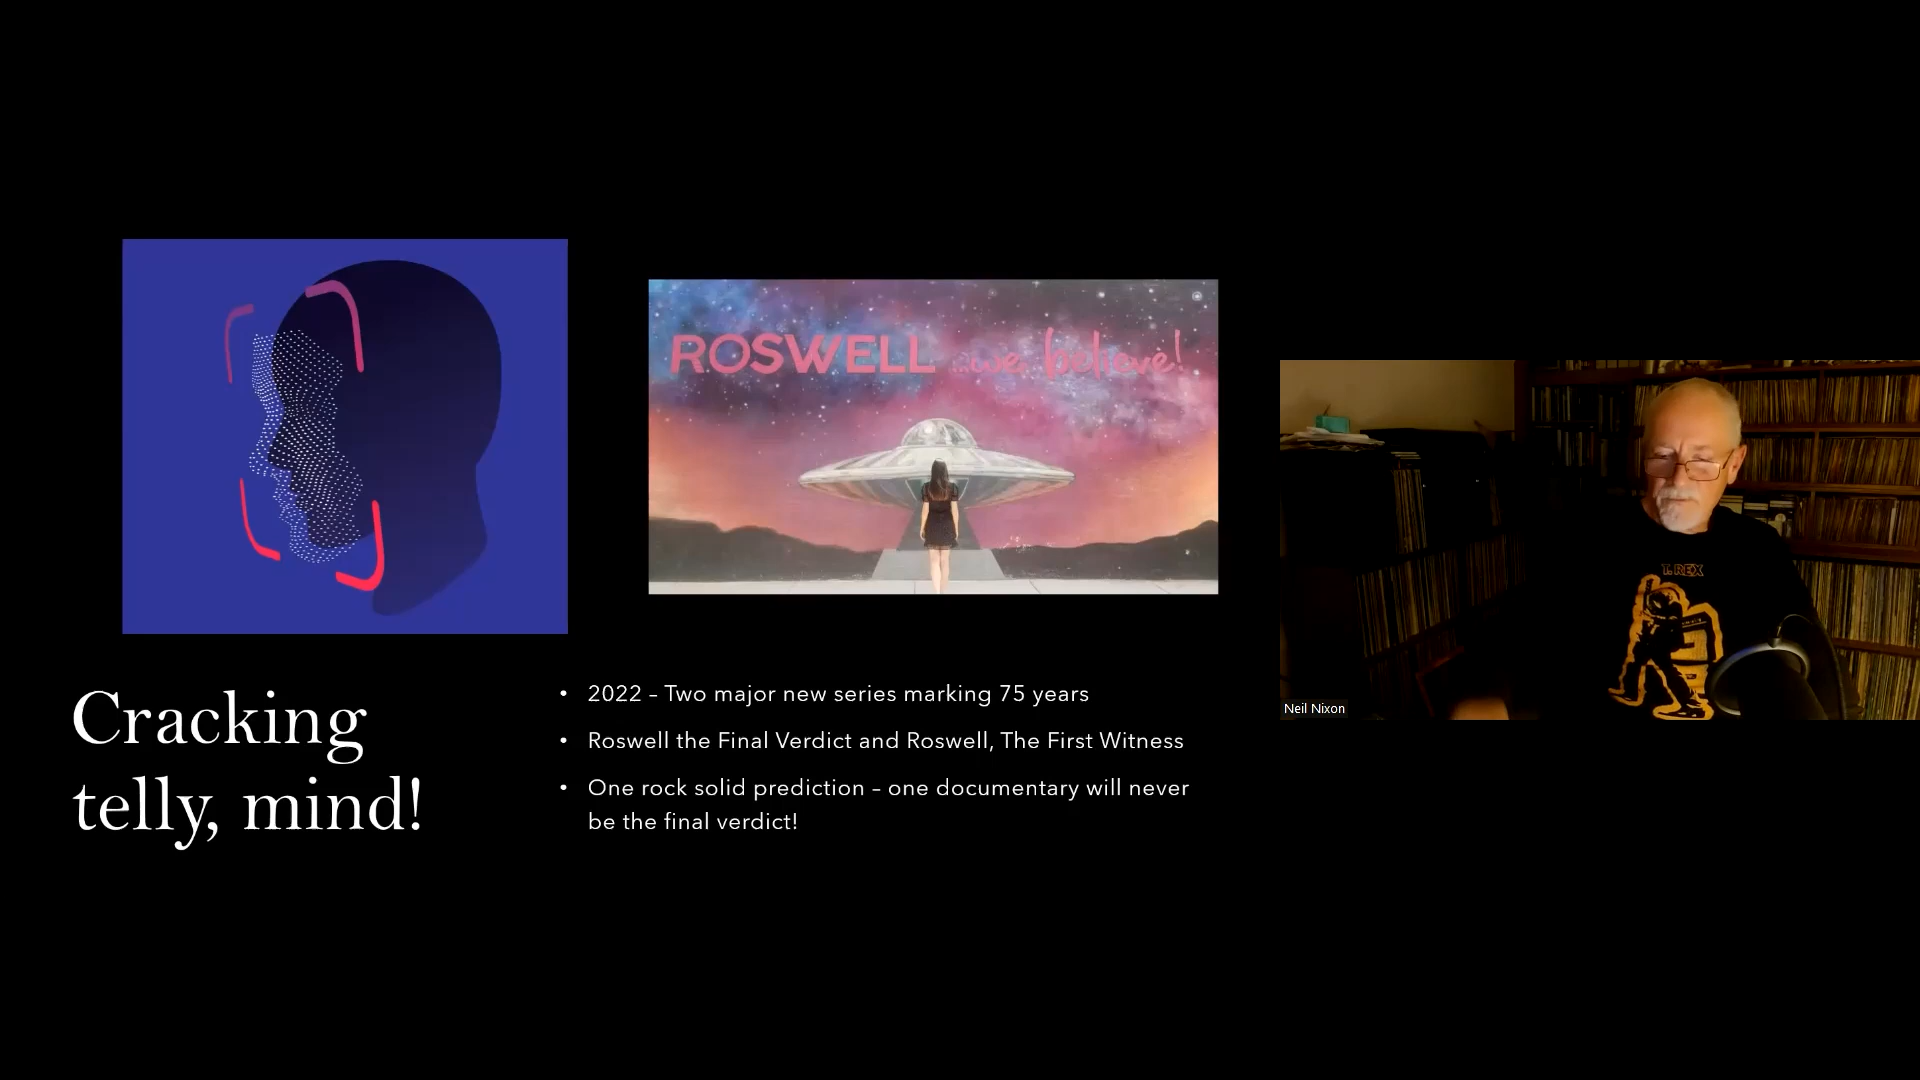 ROSWELL ...we believe!
Cracking
telly, mind!
• 2022 – Two major new series marking 75 years
• Roswell the Final Verdict and Roswell, The First Witness
• One rock solid prediction – one documentary will never
be the final verdict!
T. REX
Neil Nixon